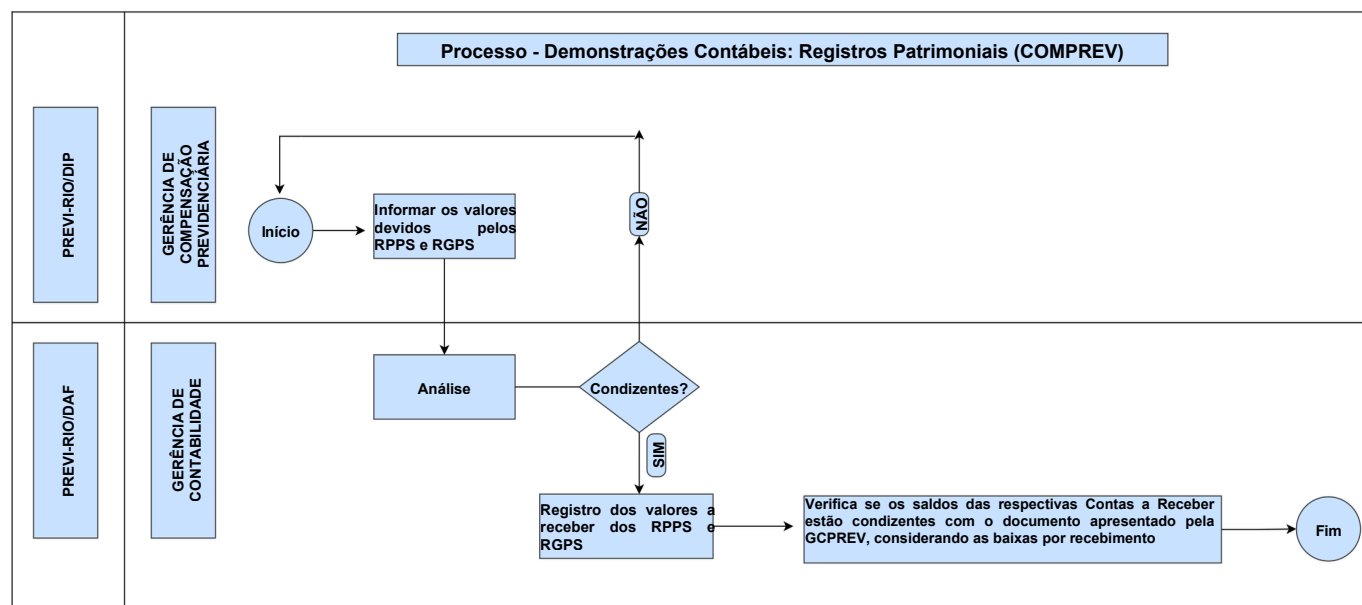 Processo - Demonstrações Contábeis: Registros Patrimoniais (COMPREV)
PREVI-RIO/DIP
GERÊNCIA DE
COMPENSAÇÃO
PREVIDENCIÁRIA
Início
Informar os valores
devidos pelos
RPPS e RGPS
NÃO
PREVI-RIO/DAF
GERÊNCIA DE
CONTABILIDADE
Análise
Condizentes?
SIM
Registro dos valores a
receber dos RPPS e
RGPS
Verifica se os saldos das respectivas Contas a Receber
estão condizentes com o documento apresentado pela
GCPREV, considerando as baixas por recebimento
Fim